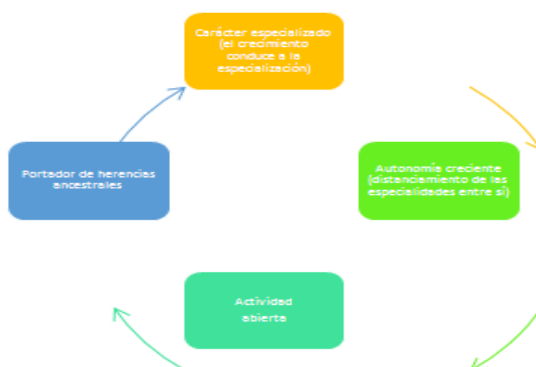 Carácter especializado
(el crecimiento
conduce a la
especialización)
Autonomía creciente
(distanciamiento de las
especialidades entre sí)
Actividad
abierta
Portador de herencias
ancestrales